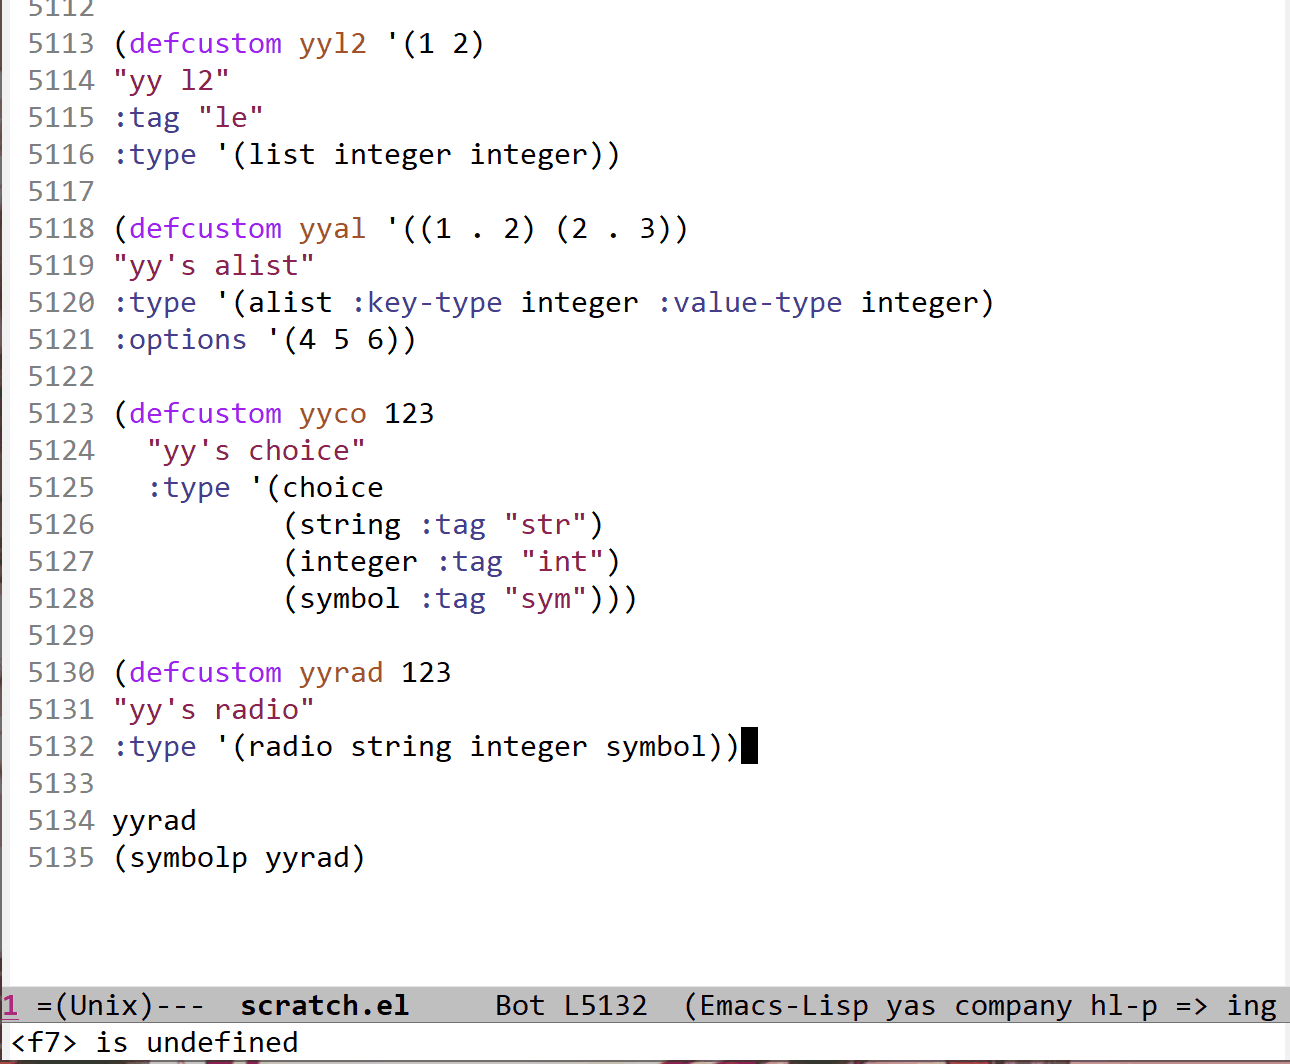 5112
5113 (defcustom yyl2 '(1 2)
5114 "yy l2"
5115 :tag "le"
5116 :type '(list integer integer))
5117
5118 (defcustom yyal '((1 . 2) (2 . 3))
5119 "yy's alist"
5120 :type '(alist :key-type integer :value-type integer)
5121 :options '(4 5 6))
5122
5123 (defcustom yyco 123
5124   "yy's choice"
5125   :type '(choice
5126           (string :tag "str")
5127           (integer :tag "int")
5128           (symbol :tag "sym")))
5129
5130 (defcustom yyrad 123
5131 "yy's radio"
5132 :type '(radio string integer symbol))
5133
5134 yyrad
5135 (symbolp yyrad)
1 =(Unix)---  scratch.el     Bot L5132  (Emacs-Lisp yas company hl-p => ing
<f7> is undefined